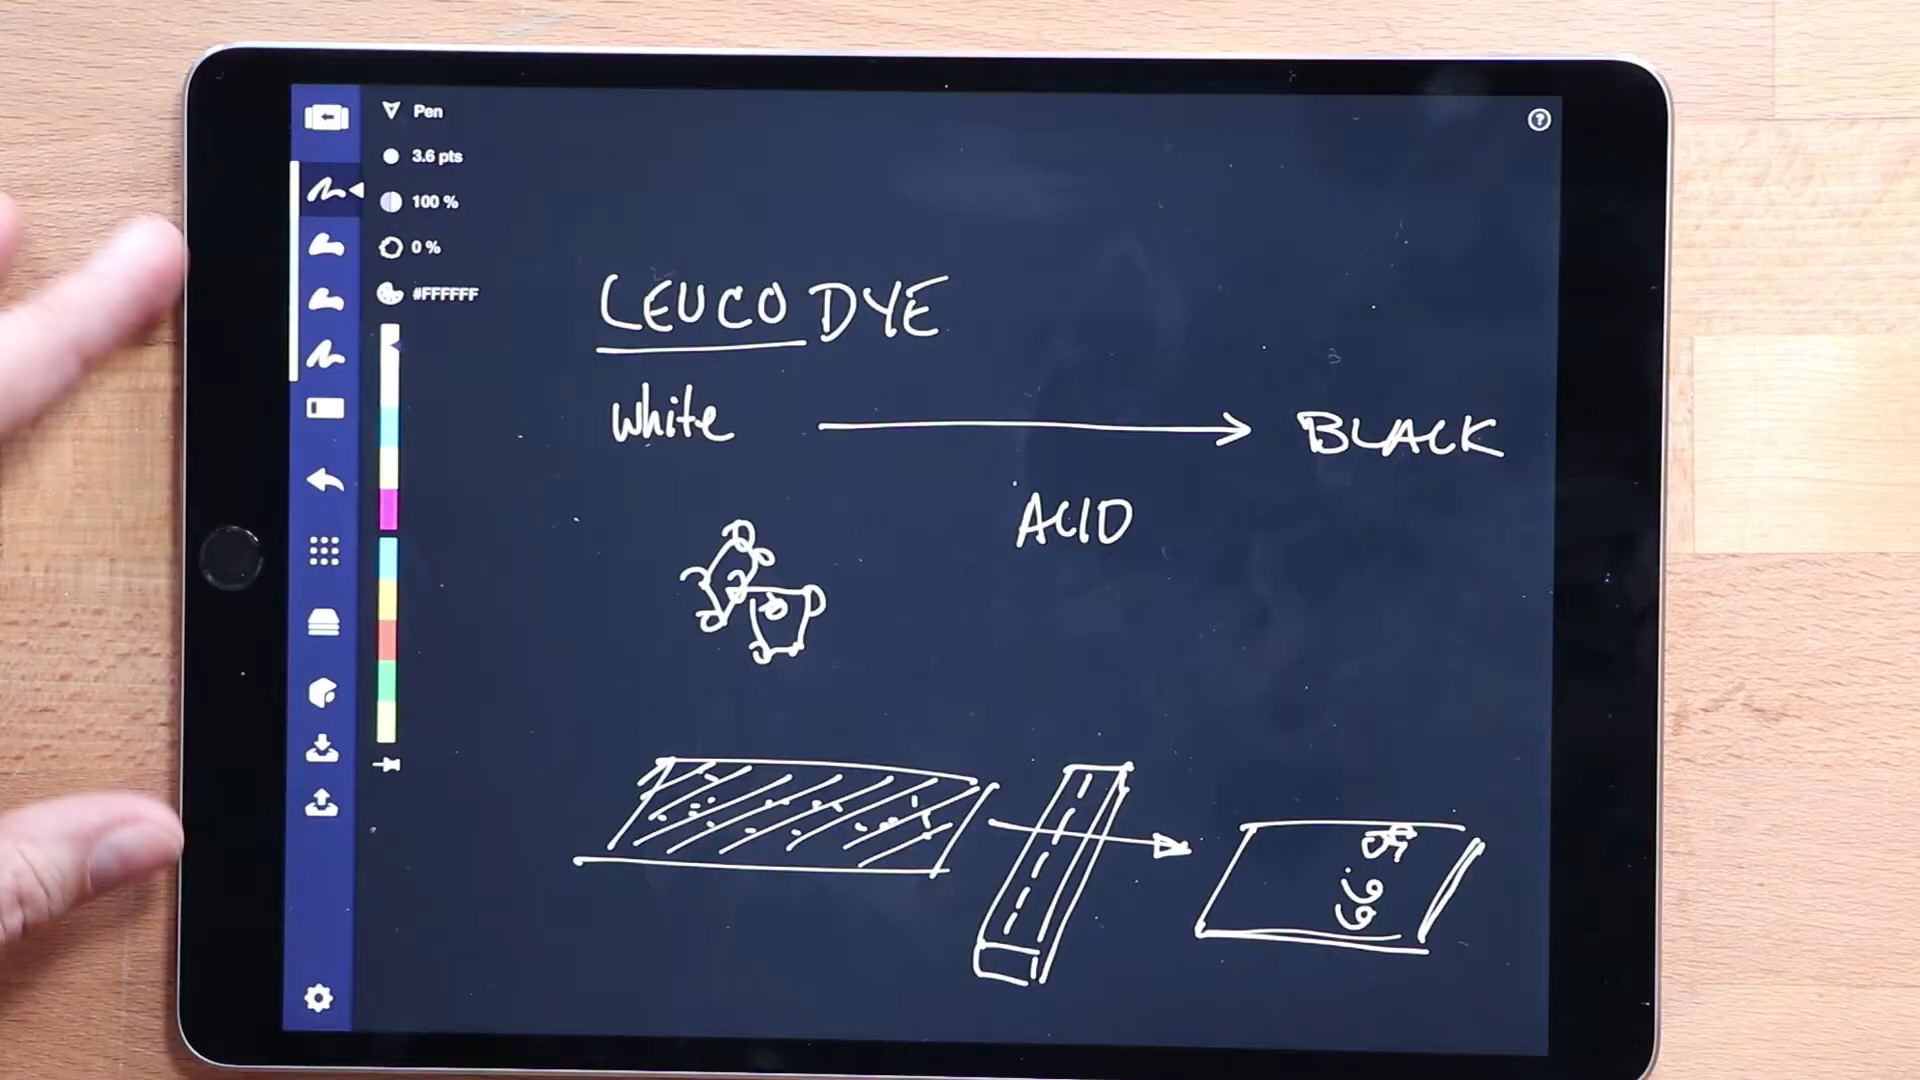 Pen
3.6 pts
100 %
0 %
#FFFFFF
LEUCO DYE
white
BLACK
ACID